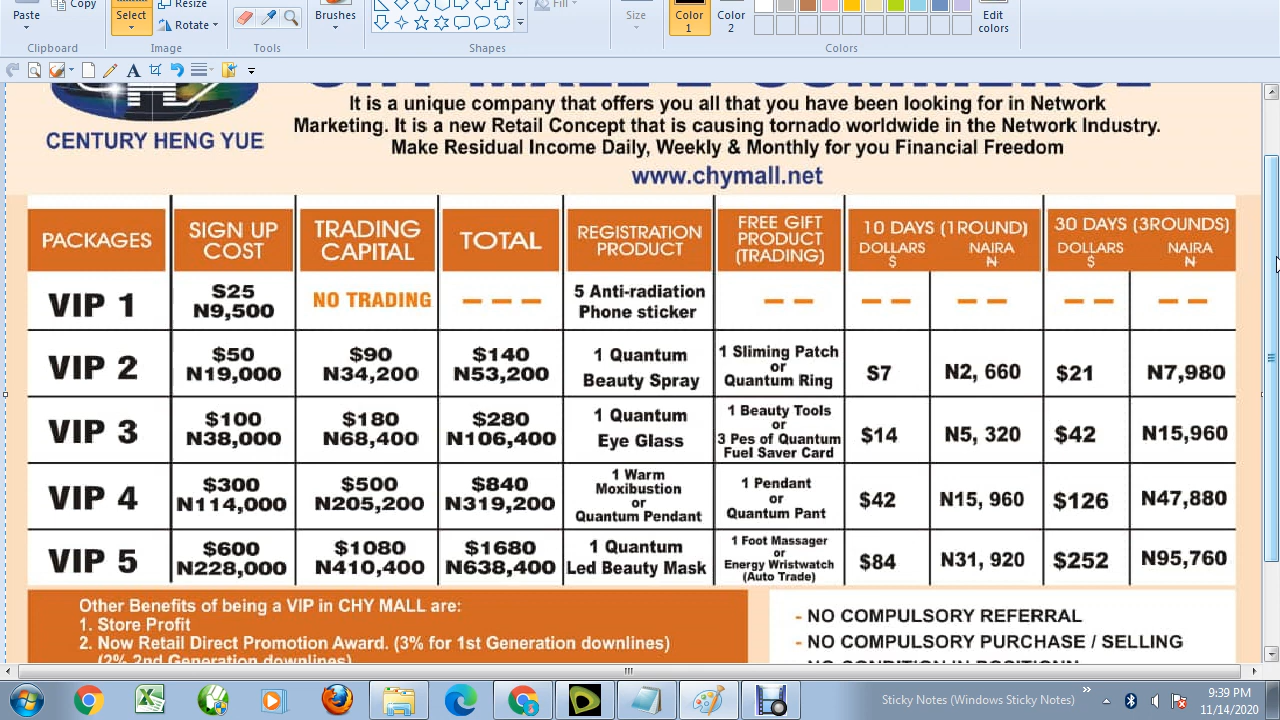 Copy
Resize
Paste
Select
Rotate
Brushes
Fill
Size
Color
1
Color
2
Edit
colors
Clipboard
Image
Tools
Shapes
Colors
It is a unique company that offers you all that you have been looking for in Network
Marketing. It is a new Retail Concept that is causing tornado worldwide in the Network Industry.
Make Residual Income Daily, Weekly & Monthly for you Financial Freedom
CENTURY HENG YUE
www.chymall.net
PACKAGES
SIGN UP
COST
TRADING
CAPITAL
TOTAL
REGISTRATION
PRODUCT
FREE GIFT
PRODUCT
(TRADING)
10 DAYS (1ROUND)
DOLLARS
$
NAIRA
₦
30 DAYS (3ROUNDS)
DOLLARS
$
NAIRA
₦
VIP 1
$25
N9,500
NO TRADING
– – –
5 Anti-radiation
Phone sticker
– –
– –
– –
– –
– –
VIP 2
$50
N19,000
$90
N34,200
$140
N53,200
1 Quantum
Beauty Spray
1 Sliming Patch
or
Quantum Ring
$7
N2, 660
$21
N7,980
VIP 3
$100
N38,000
$180
N68,400
$280
N106,400
1 Quantum
Eye Glass
1 Beauty Tools
or
3 Pes of Quantum
Fuel Saver Card
$14
N5, 320
$42
N15,960
VIP 4
$300
N114,000
$500
N205,200
$840
N319,200
1 Warm
Moxibustion
or
Quantum Pendant
1 Pendant
or
Quantum Pant
$42
N15, 960
$126
N47,880
VIP 5
$600
N228,000
$1080
N410,400
$1680
N638,400
1 Quantum
Led Beauty Mask
1 Foot Massager
or
Energy Wristwatch
(Auto Trade)
$84
N31, 920
$252
N95,760
Other Benefits of being a VIP in CHY MALL are:
1. Store Profit
2. Now Retail Direct Promotion Award. (3% for 1st Generation downlines)
(2% 2nd Generation downlines)
- NO COMPULSORY REFERRAL
- NO COMPULSORY PURCHASE / SELLING
Sticky Notes (Windows Sticky Notes)
9:39 PM
11/14/2020